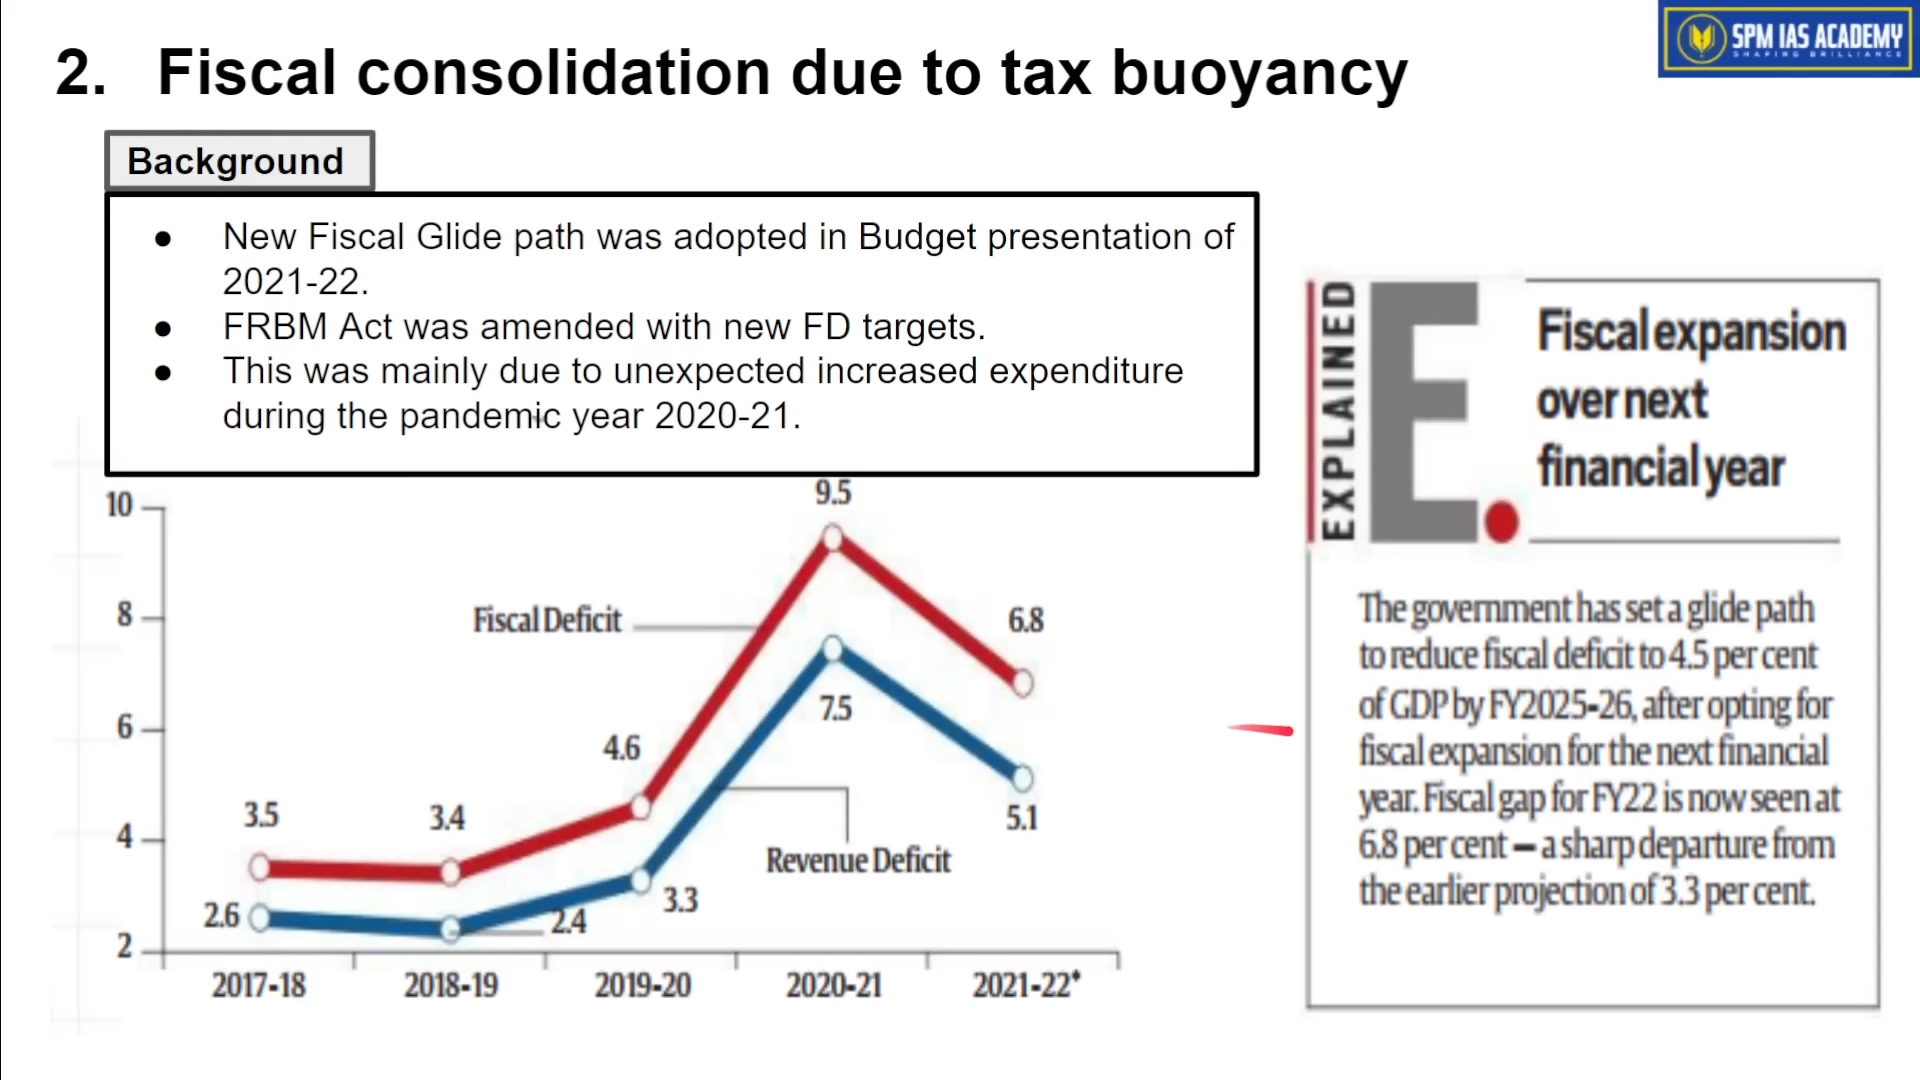 SPM IAS ACADEMY
SHAPING BRILLIANCE
2. Fiscal consolidation due to tax buoyancy
Background
● New Fiscal Glide path was adopted in Budget presentation of
2021-22.
● FRBM Act was amended with new FD targets.
● This was mainly due to unexpected increased expenditure
during the pandemic year 2020-21.
10
8
6
4
2
Fiscal Deficit
Revenue Deficit
3.5
3.4
4.6
9.5
6.8
2.6
2.4
3.3
7.5
5.1
2017-18
2018-19
2019-20
2020-21
2021-22*
EXPLAINED
E.
Fiscal expansion
over next
financial year
The government has set a glide path
to reduce fiscal deficit to 4.5 per cent
of GDP by FY2025-26, after opting for
fiscal expansion for the next financial
year. Fiscal gap for FY22 is now seen at
6.8 per cent — a sharp departure from
the earlier projection of 3.3 per cent.